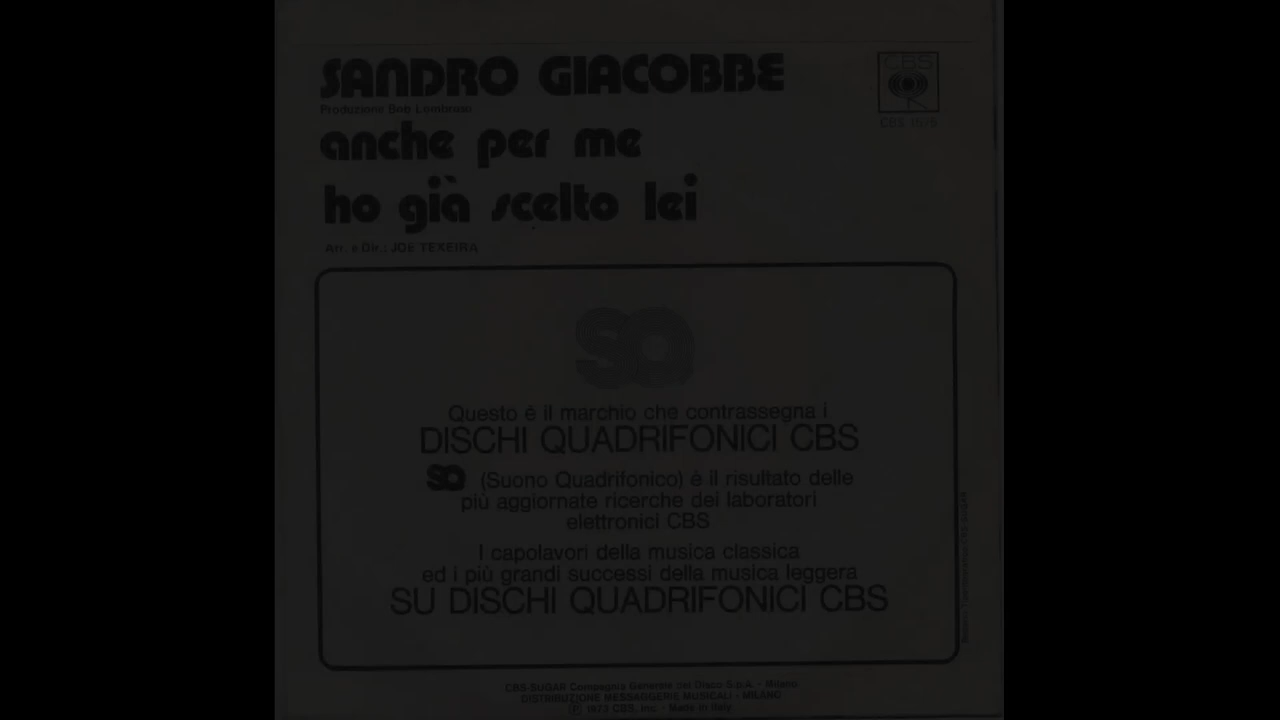 SANDRO GIACOBBE
CBS
Produzione Bob Lumbroso
CBS
anche per me
ho già scelto lei
Arr. e Dir.: JOE TEXEIRA
SQ
Questo è il marchio che contrassegna i
DISCHI QUADRIFONICI CBS
SQ (Suono Quadrifonico) è il risultato delle
più aggiornate ricerche dei laboratori
elettronici CBS
I capolavori della musica classica
ed i più grandi successi della musica leggera
SU DISCHI QUADRIFONICI CBS
CBS-SUGAR Compagnia Generale del Disco S.p.A. - Milano
DISTRIBUZIONE MESSAGGERIE MUSICALI - MILANO
Ⓟ 1973 CBS, Inc. - Made in Italy.